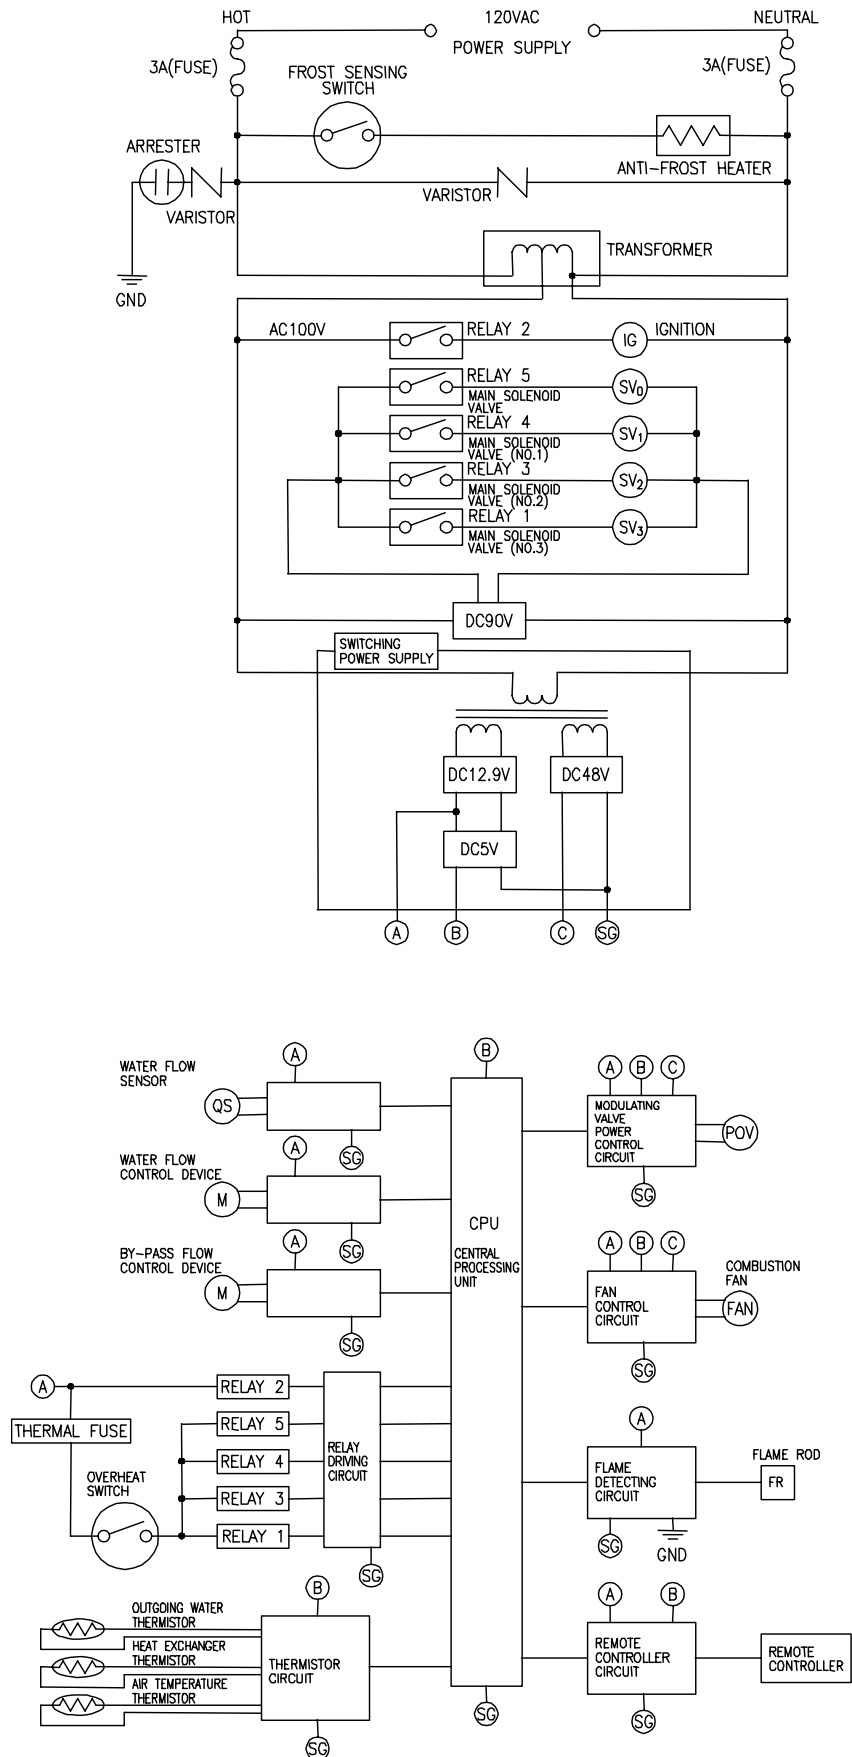 HOT
120VAC
NEUTRAL
POWER SUPPLY
3A(FUSE)
3A(FUSE)
FROST SENSING
SWITCH
ARRESTER
ANTI-FROST HEATER
VARISTOR
VARISTOR
TRANSFORMER
GND
AC100V
RELAY 2
IG
IGNITION
RELAY 5
MAIN SOLENOID
VALVE
SV0
RELAY 4
MAIN SOLENOID
VALVE (NO.1)
SV1
RELAY 3
MAIN SOLENOID
VALVE (NO.2)
SV2
RELAY 1
MAIN SOLENOID
VALVE (NO.3)
SV3
DC90V
SWITCHING
POWER SUPPLY
DC12.9V
DC48V
DC5V
A
B
C
SG
WATER FLOW
SENSOR
A
QS
SG
WATER FLOW
CONTROL DEVICE
A
M
SG
BY-PASS FLOW
CONTROL DEVICE
A
M
SG
B
CPU
CENTRAL
PROCESSING
UNIT
SG
A
B
C
MODULATING
VALVE
POWER
CONTROL
CIRCUIT
POV
SG
A
B
C
COMBUSTION
FAN
FAN
CONTROL
CIRCUIT
FAN
SG
A
RELAY 2
THERMAL FUSE
RELAY 5
RELAY 4
RELAY 3
RELAY 1
RELAY
DRIVING
CIRCUIT
OVERHEAT
SWITCH
SG
A
FLAME
DETECTING
CIRCUIT
FLAME ROD
FR
SG
GND
B
OUTGOING WATER
THERMISTOR
HEAT EXCHANGER
THERMISTOR
AIR TEMPERATURE
THERMISTOR
THERMISTOR
CIRCUIT
SG
A
B
REMOTE
CONTROLLER
CIRCUIT
REMOTE
CONTROLLER
SG